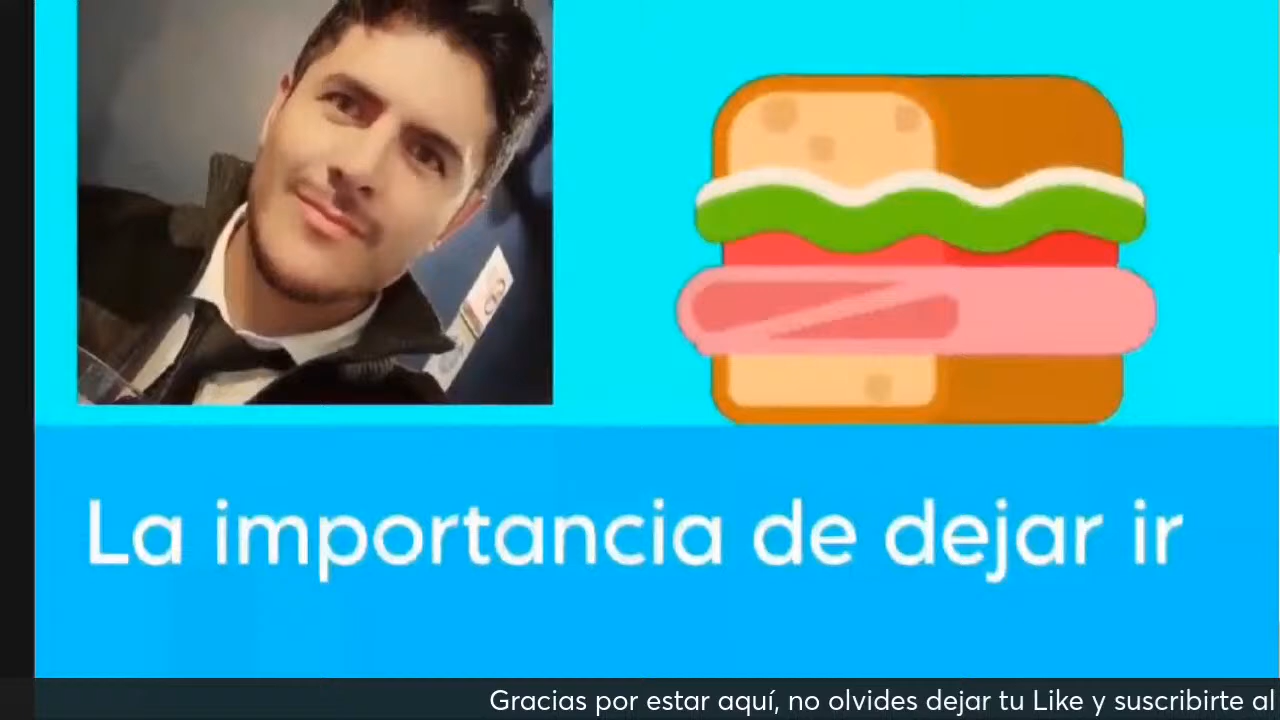 La importancia de dejar ir
Gracias por estar aquí, no olvides dejar tu Like y suscribirte al